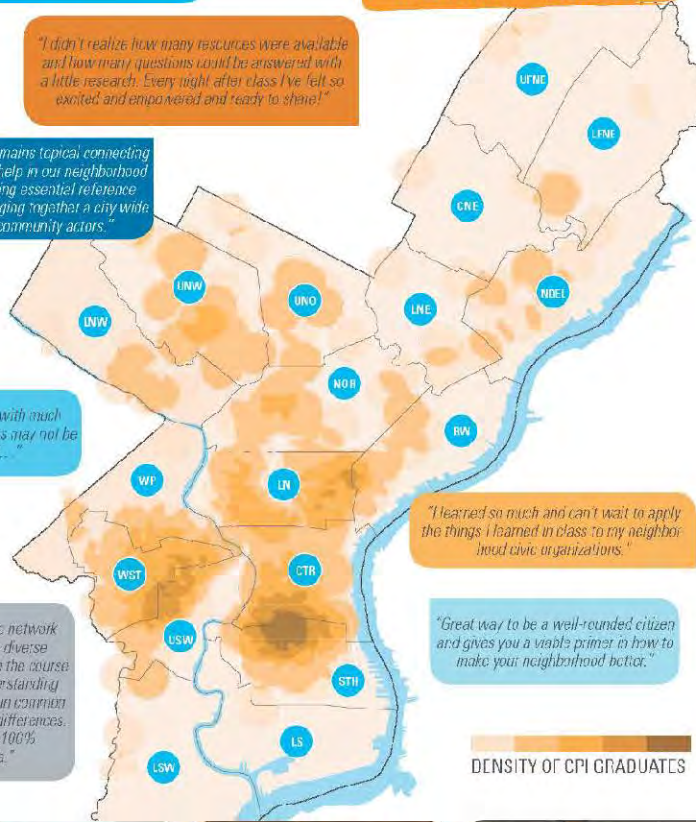 "I didn't realize how many resources were available
and how many questions could be answered with
a little research. Every night after class I've felt so
excited and empowered and ready to share!"
mains topical connecting
help in our neighborhood
ing essential reference
ging together a city wide
community actors."
with much
s may not be
..."
c network
diverse
the course
rstanding
in common
differences.
100%
UFNE
LFNE
CNE
NDEL
LNE
UNO
UNW
LNW
NOR
RW
WP
LN
WST
CTR
USW
STH
LS
LSW
"I learned so much and can't wait to apply
the things I learned in class to my neighbor-
hood civic organizations."
"Great way to be a well-rounded citizen
and gives you a viable primer in how to
make your neighborhood better."
DENSITY OF CPI GRADUATES